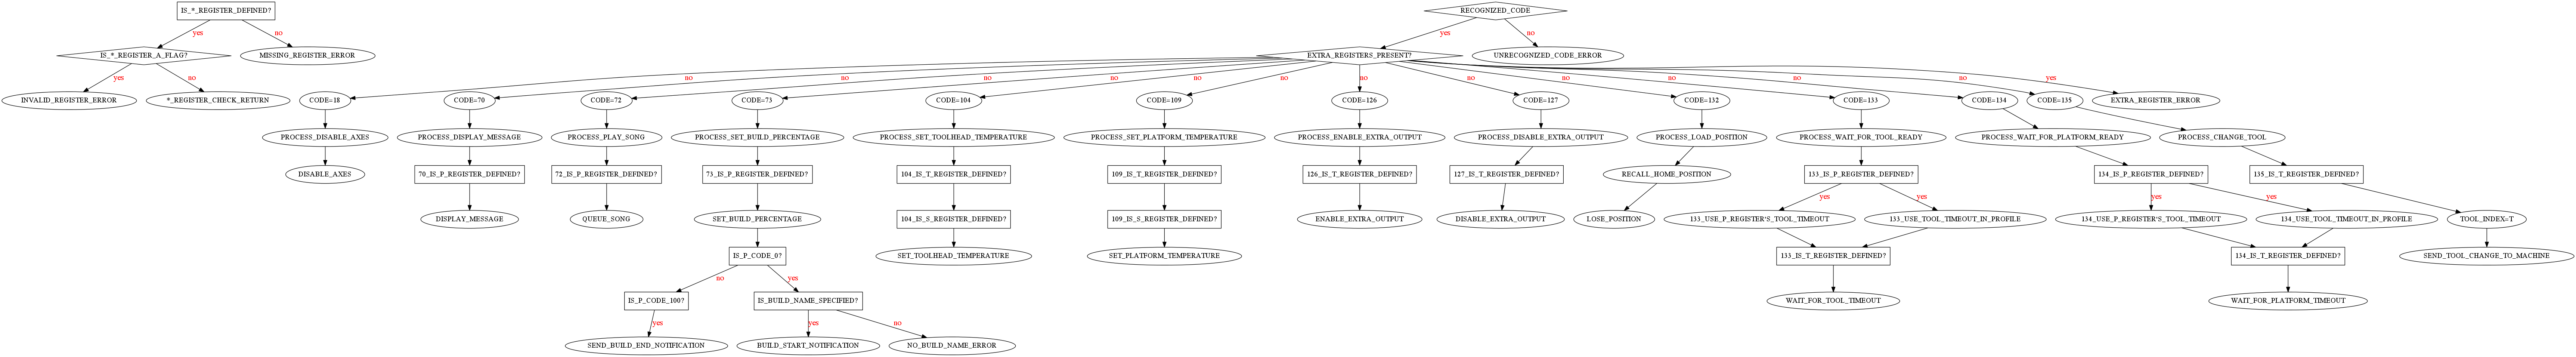 IS_*_REGISTER_DEFINED?
RECOGNIZED_CODE
yes
no
yes
no
IS_*_REGISTER_A_FLAG?
MISSING_REGISTER_ERROR
EXTRA_REGISTERS_PRESENT?
UNRECOGNIZED_CODE_ERROR
yes
no
no
no
no
no
no
no
no
no
no
no
no
no
yes
INVALID_REGISTER_ERROR
*_REGISTER_CHECK_RETURN
CODE=18
CODE=70
CODE=72
CODE=73
CODE=104
CODE=109
CODE=126
CODE=127
CODE=132
CODE=133
CODE=134
CODE=135
EXTRA_REGISTER_ERROR
PROCESS_DISABLE_AXES
PROCESS_DISPLAY_MESSAGE
PROCESS_PLAY_SONG
PROCESS_SET_BUILD_PERCENTAGE
PROCESS_SET_TOOLHEAD_TEMPERATURE
PROCESS_SET_PLATFORM_TEMPERATURE
PROCESS_ENABLE_EXTRA_OUTPUT
PROCESS_DISABLE_EXTRA_OUTPUT
PROCESS_LOAD_POSITION
PROCESS_WAIT_FOR_TOOL_READY
PROCESS_WAIT_FOR_PLATFORM_READY
PROCESS_CHANGE_TOOL
DISABLE_AXES
70_IS_P_REGISTER_DEFINED?
72_IS_P_REGISTER_DEFINED?
73_IS_P_REGISTER_DEFINED?
104_IS_T_REGISTER_DEFINED?
109_IS_T_REGISTER_DEFINED?
126_IS_T_REGISTER_DEFINED?
127_IS_T_REGISTER_DEFINED?
RECALL_HOME_POSITION
133_IS_P_REGISTER_DEFINED?
134_IS_P_REGISTER_DEFINED?
135_IS_T_REGISTER_DEFINED?
yes
yes
yes
yes
DISPLAY_MESSAGE
QUEUE_SONG
SET_BUILD_PERCENTAGE
104_IS_S_REGISTER_DEFINED?
109_IS_S_REGISTER_DEFINED?
ENABLE_EXTRA_OUTPUT
DISABLE_EXTRA_OUTPUT
LOSE_POSITION
133_USE_P_REGISTER'S_TOOL_TIMEOUT
133_USE_TOOL_TIMEOUT_IN_PROFILE
134_USE_P_REGISTER'S_TOOL_TIMEOUT
134_USE_TOOL_TIMEOUT_IN_PROFILE
TOOL_INDEX=T
IS_P_CODE_0?
SET_TOOLHEAD_TEMPERATURE
SET_PLATFORM_TEMPERATURE
133_IS_T_REGISTER_DEFINED?
134_IS_T_REGISTER_DEFINED?
SEND_TOOL_CHANGE_TO_MACHINE
no
yes
IS_P_CODE_100?
IS_BUILD_NAME_SPECIFIED?
WAIT_FOR_TOOL_TIMEOUT
WAIT_FOR_PLATFORM_TIMEOUT
yes
yes
no
SEND_BUILD_END_NOTIFICATION
BUILD_START_NOTIFICATION
NO_BUILD_NAME_ERROR